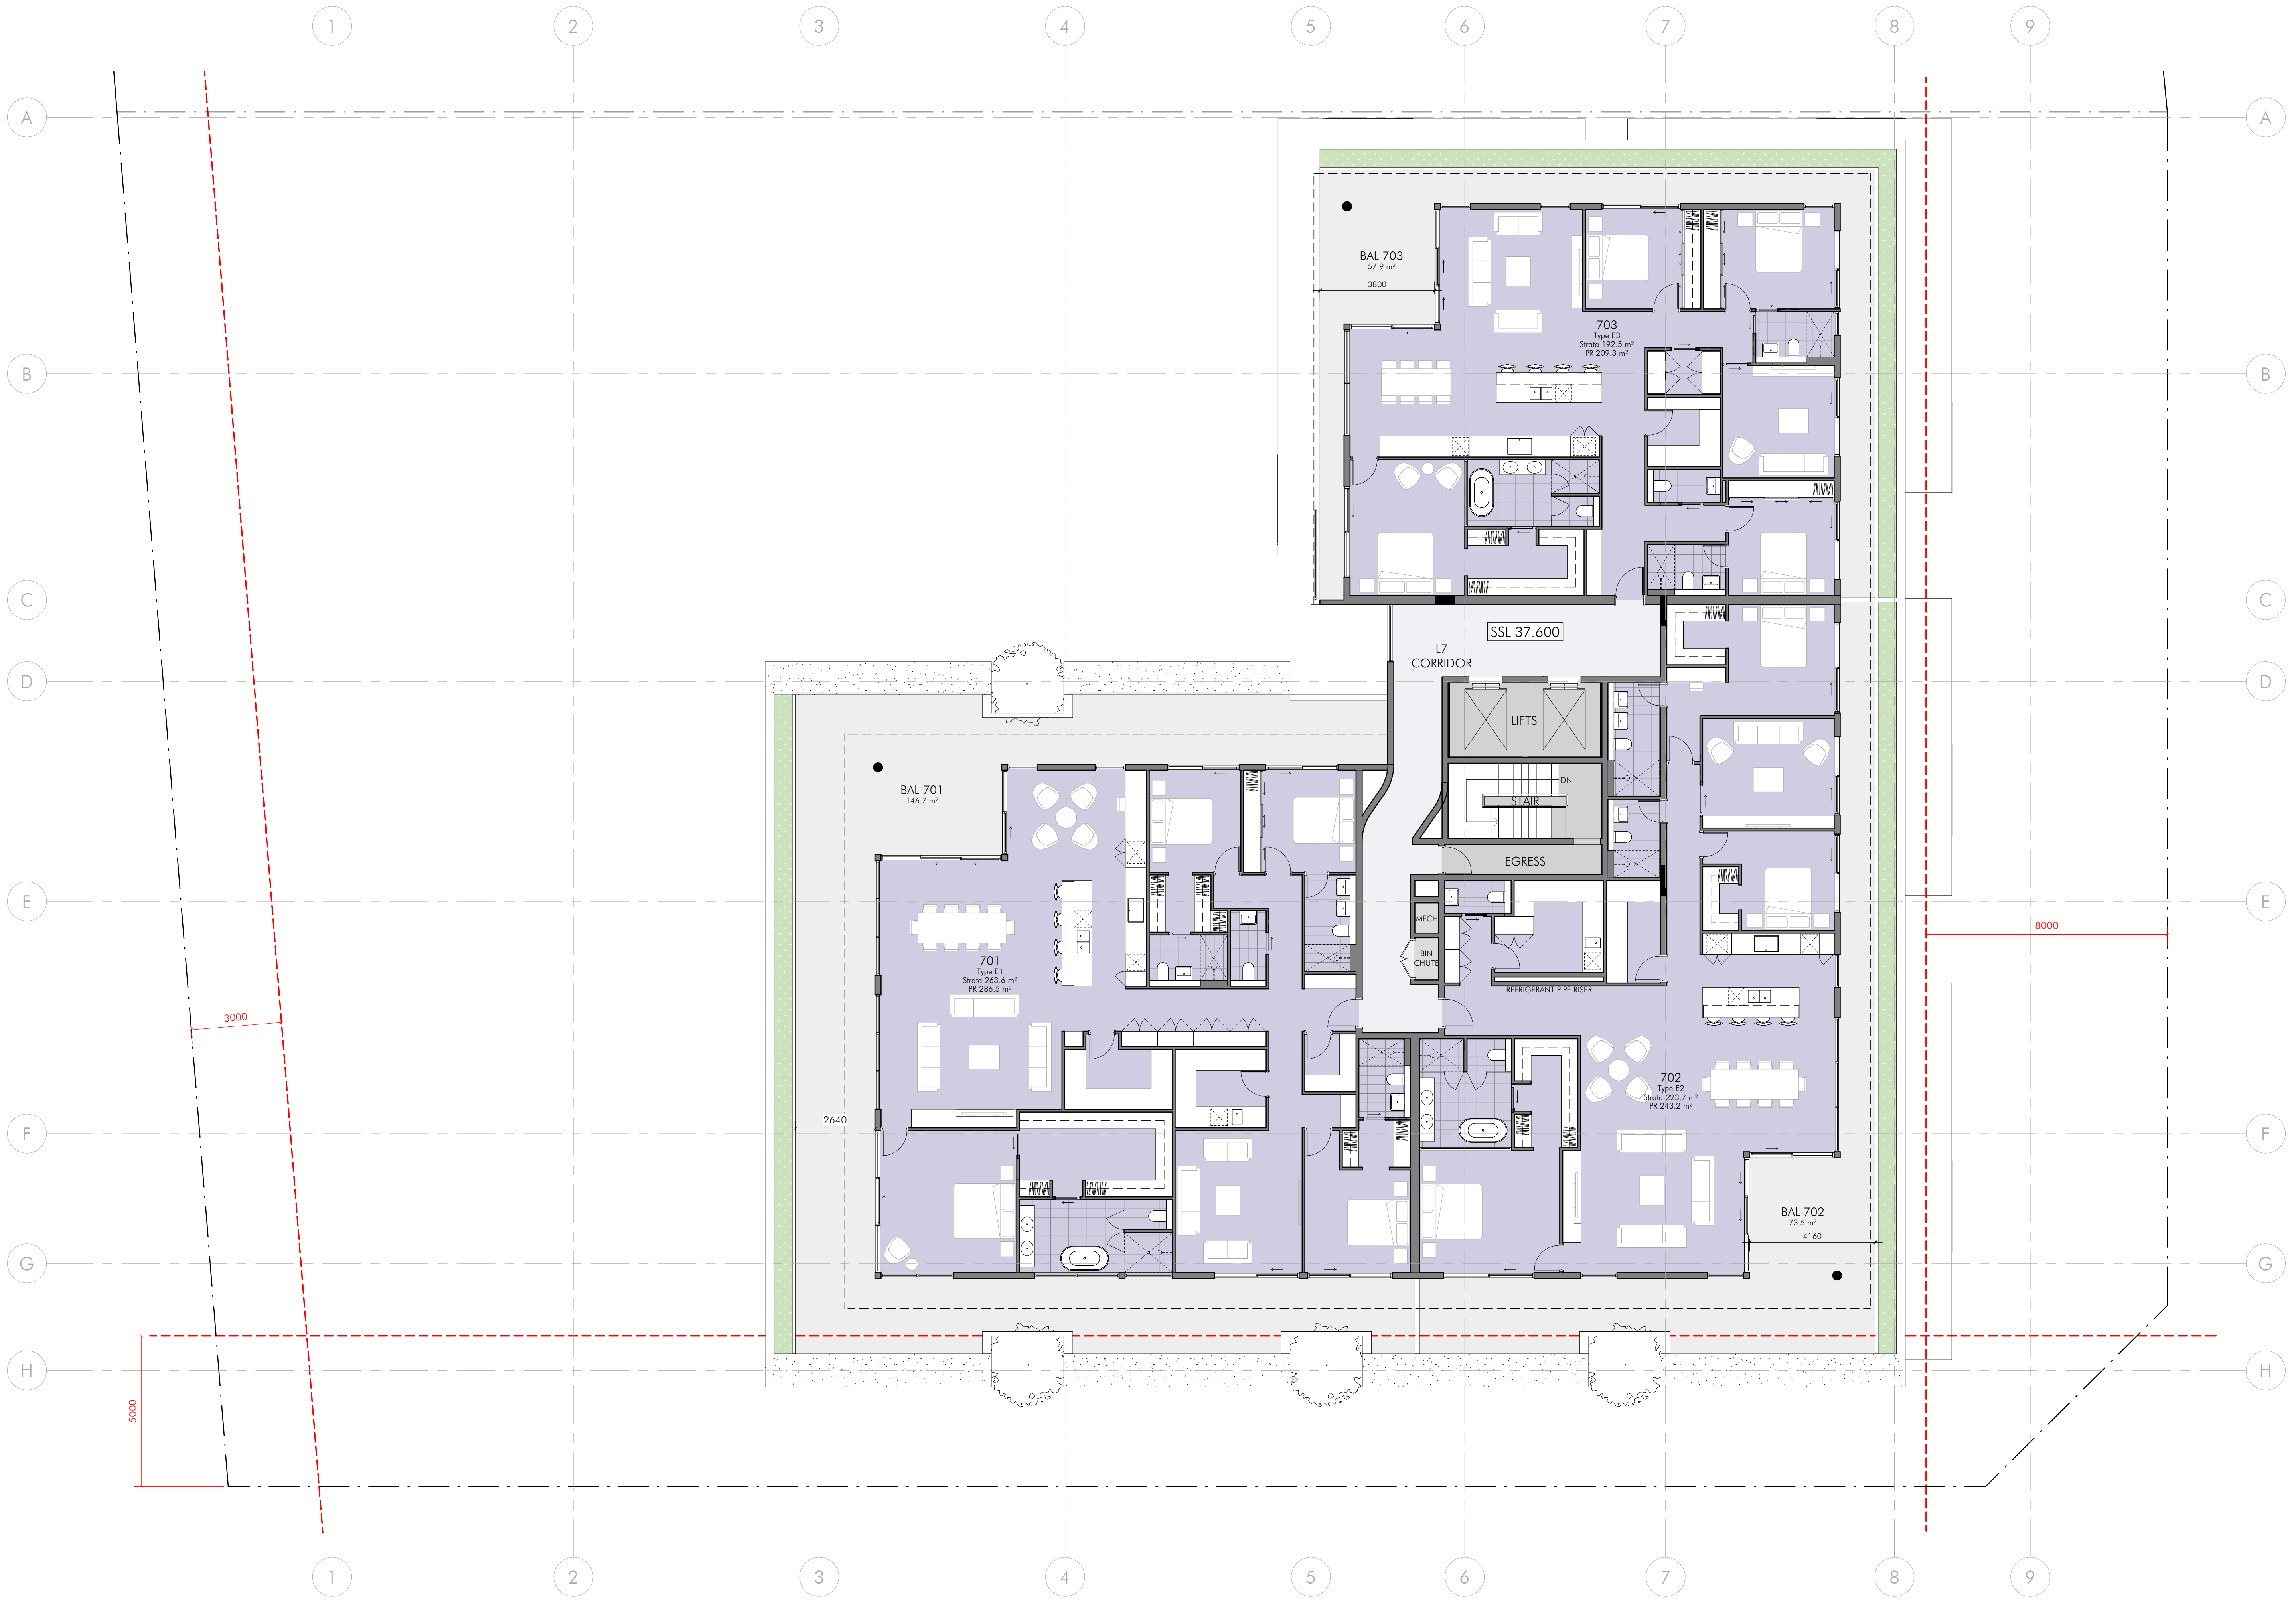 1 2 3 4 5 6 7 8 9
A A
BAL 703
57.9 m²
3800
703
Type E3
Strata 192.5 m²
PR 209.3 m²
B B
C C
SSL 37.600
L7
CORRIDOR
D D
LIFTS
DN
STAIR
BAL 701
146.7 m²
EGRESS
E E
MECH
8000
BIN
CHUTE
701
Type E1
Strata 263.6 m²
PR 286.5 m²
REFRIGERANT PIPE RISER
3000
702
Type E2
Strata 223.7 m²
PR 243.2 m²
2640
F F
BAL 702
73.5 m²
4160
G G
H H
5000
1 2 3 4 5 6 7 8 9